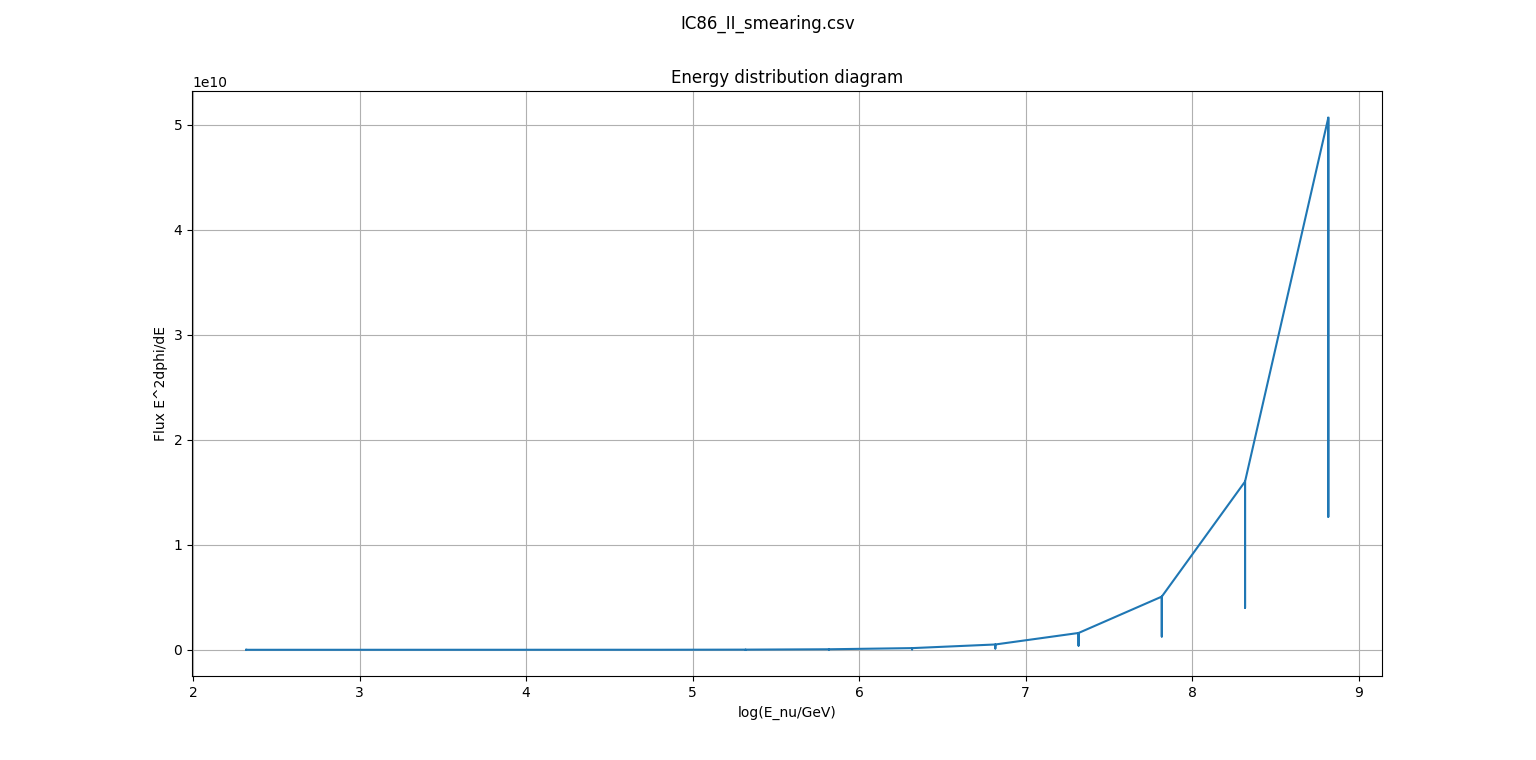 IC86_II_smearing.csv
Energy distribution diagram
1e10
5
4
3
2
1
0
Flux E^2dphi/dE
2 3 4 5 6 7 8 9
log(E_nu/GeV)